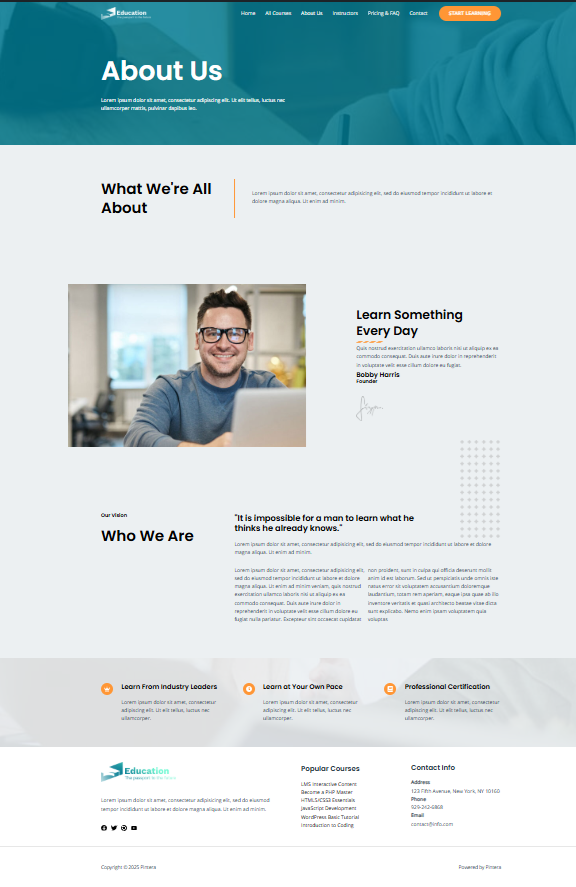 Education
The passport to the future
Home
All Courses
About Us
Instructors
Pricing & FAQ
Contact
START LEARNING
About Us
Lorem ipsum dolor sit amet, consectetur adipiscing elit. Ut elit tellus, luctus nec
ullamcorper mattis, pulvinar dapibus leo.
What We're All
About
Lorem ipsum dolor sit amet, consectetur adipiscing elit, sed do eiusmod tempor incididunt ut labore et
dolore magna aliqua. Ut enim ad minim.
Learn Something
Every Day
Quis nostrud exercitation ullamco laboris nisi ut aliquip ex ea
commodo consequat. Duis aute irure dolor in reprehenderit
in voluptate velit esse cillum dolore eu fugiat.
Bobby Harris
Founder
Our Vision
Who We Are
"It is impossible for a man to learn what he
thinks he already knows."
Lorem ipsum dolor sit amet, consectetur adipiscing elit, sed do eiusmod tempor incididunt ut labore et dolore
magna aliqua. Ut enim ad minim.
Lorem ipsum dolor sit amet, consectetur adipiscing elit,
sed do eiusmod tempor incididunt ut labore et dolore
magna aliqua. Ut enim ad minim veniam, quis nostrud
exercitation ullamco laboris nisi ut aliquip ex ea
commodo consequat. Duis aute irure dolor in
reprehenderit in voluptate velit esse cillum dolore eu
fugiat nulla pariatur. Excepteur sint occaecat cupidatat
non proident, sunt in culpa qui officia deserunt mollit
anim id est laborum. Sed ut perspiciatis unde omnis iste
natus error sit voluptatem accusantium doloremque
laudantium, totam rem aperiam, eaque ipsa quae ab illo
inventore veritatis et quasi architecto beatae vitae dicta
sunt explicabo. Nemo enim ipsam voluptatem quia
voluptas
Learn From Industry Leaders
Lorem ipsum dolor sit amet, consectetur
adipiscing elit. Ut elit tellus, luctus nec
ullamcorper.
Learn at Your Own Pace
Lorem ipsum dolor sit amet, consectetur
adipiscing elit. Ut elit tellus, luctus nec
ullamcorper.
Professional Certification
Lorem ipsum dolor sit amet, consectetur
adipiscing elit. Ut elit tellus, luctus nec
ullamcorper.
Education
The passport to the future
Lorem ipsum dolor sit amet, consectetur adipiscing elit, sed do eiusmod
tempor incididunt ut labore et dolore magna aliqua. Ut enim ad minim.
Popular Courses
LMS Interactive Content
Become a PHP Master
HTML5/CSS3 Essentials
JavaScript Development
WordPress Basic Tutorial
Introduction to Coding
Contact Info
Address
123 Fifth Avenue, New York, NY 10160
Phone
929-242-6868
Email
contact@info.com
Copyright © 2025 Pintera
Powered by Pintera